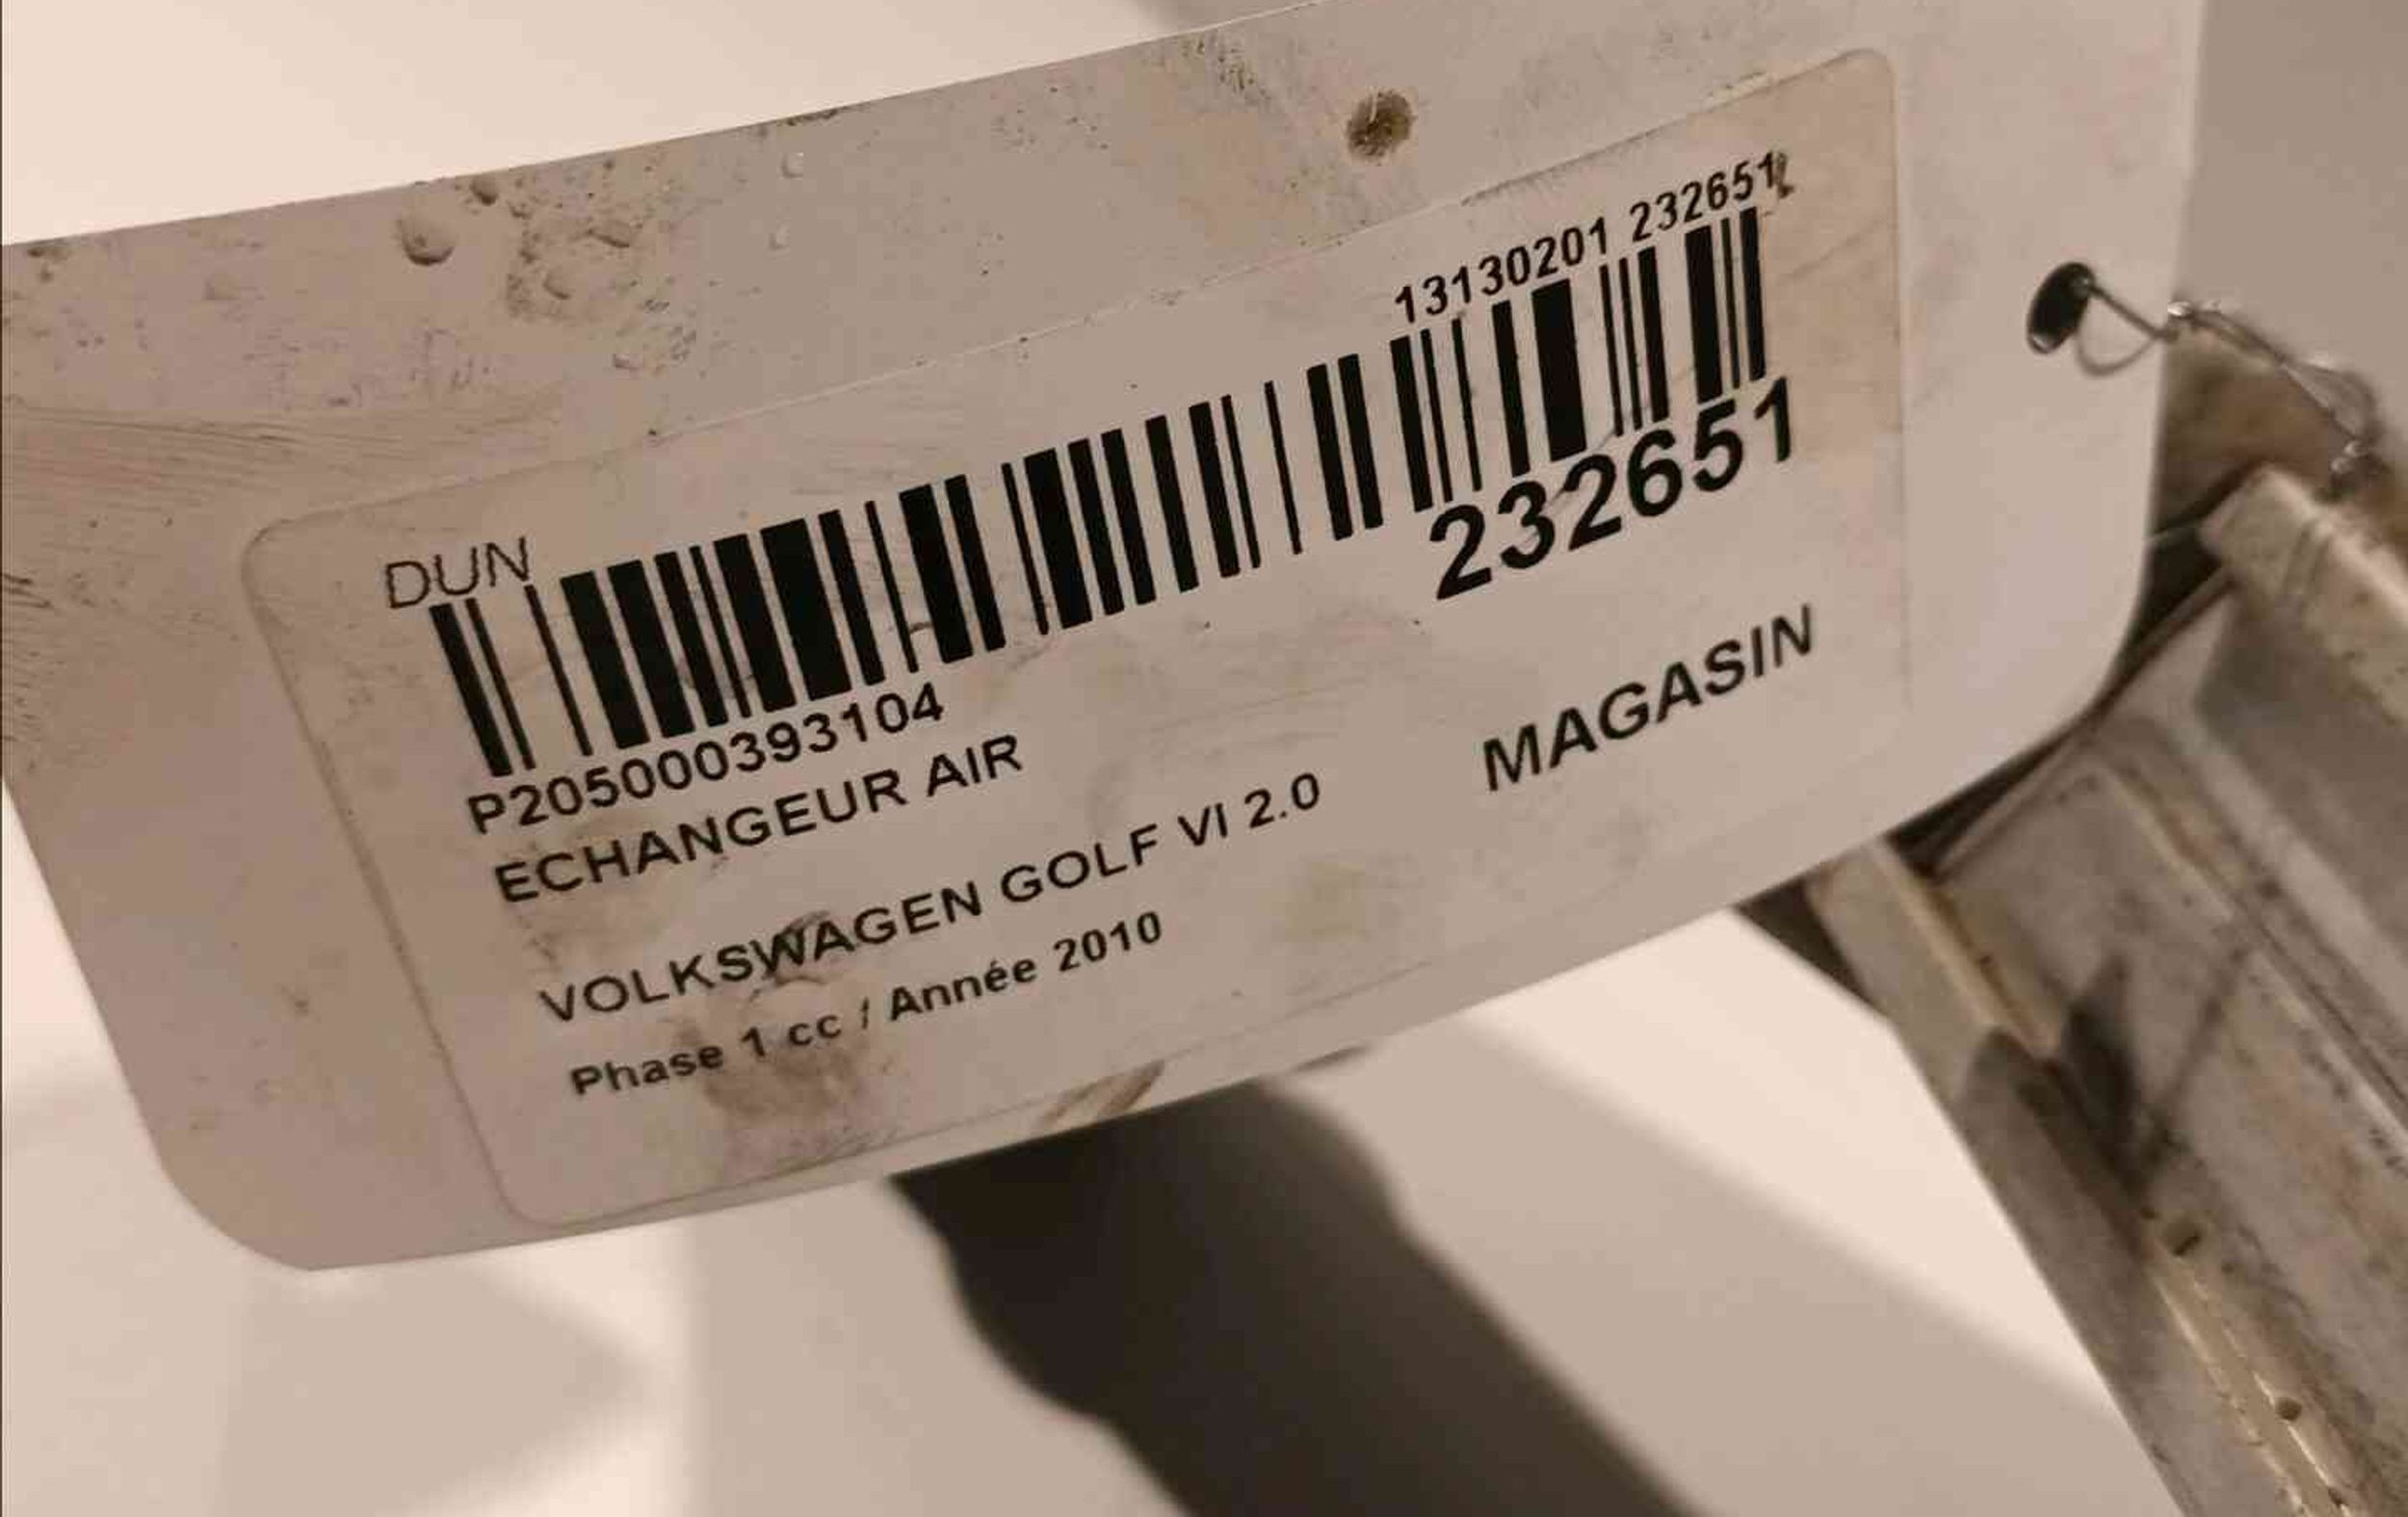 13130201 232651
DUN
232651
P205000393104
ECHANGEUR AIR
MAGASIN
VOLKSWAGEN GOLF VI 2.0
Phase 1 cc / Année 2010